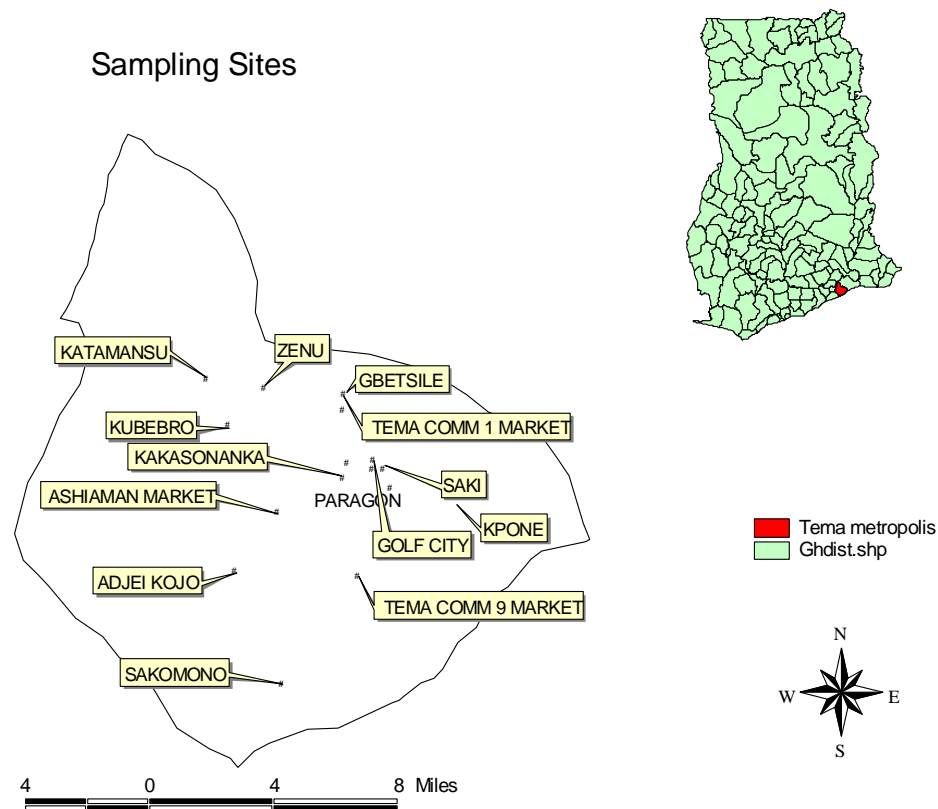 Sampling Sites
KATAMANSU
ZENU
GBETSILE
KUBEBRO
TEMA COMM 1 MARKET
KAKASONANKA
SAKI
ASHIAMAN MARKET
PARAGON
KPONE
GOLF CITY
ADJEI KOJO
TEMA COMM 9 MARKET
SAKOMONO
Tema metropolis
Ghdist.shp
N
W E
S
4 0 4 8 Miles